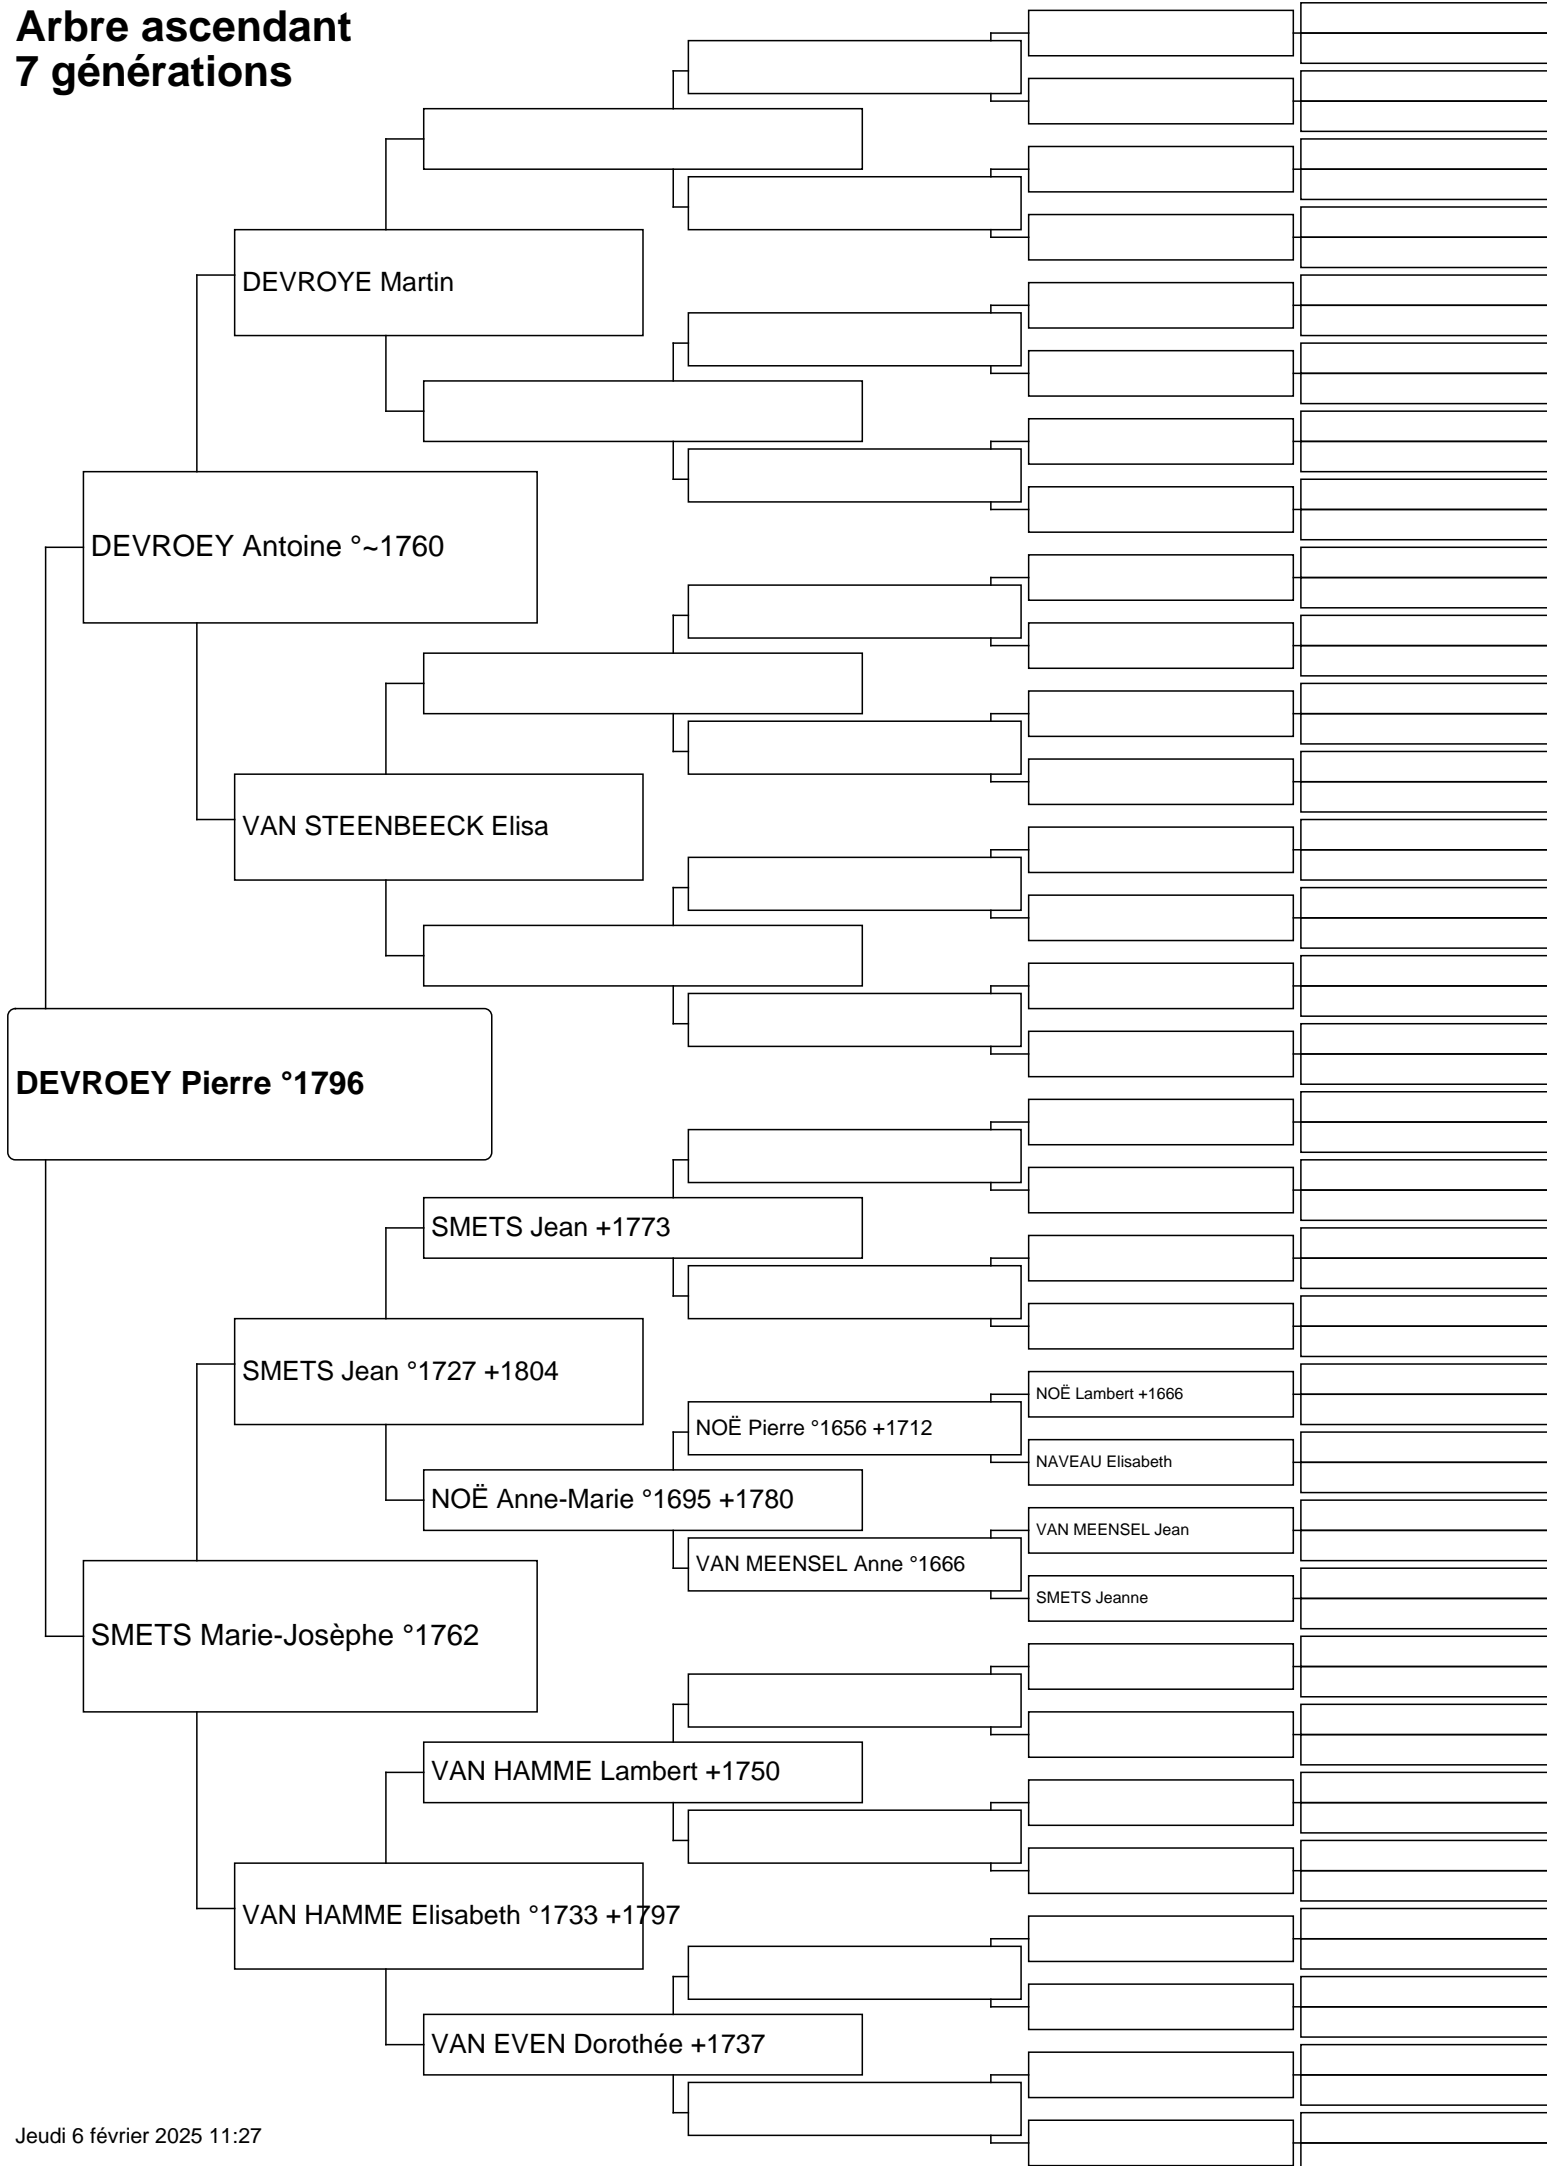 Arbre ascendant
7 générations
DEVROYE Martin
DEVROEY Antoine °~1760
VAN STEENBEECK Elisa
DEVROEY Pierre °1796
SMETS Jean +1773
SMETS Jean °1727 +1804
NOË Lambert +1666
NOË Pierre °1656 +1712
NAVEAU Elisabeth
NOË Anne-Marie °1695 +1780
VAN MEENSEL Jean
VAN MEENSEL Anne °1666
SMETS Jeanne
SMETS Marie-Josèphe °1762
VAN HAMME Lambert +1750
VAN HAMME Elisabeth °1733 +1797
VAN EVEN Dorothée +1737
Jeudi 6 février 2025 11:27